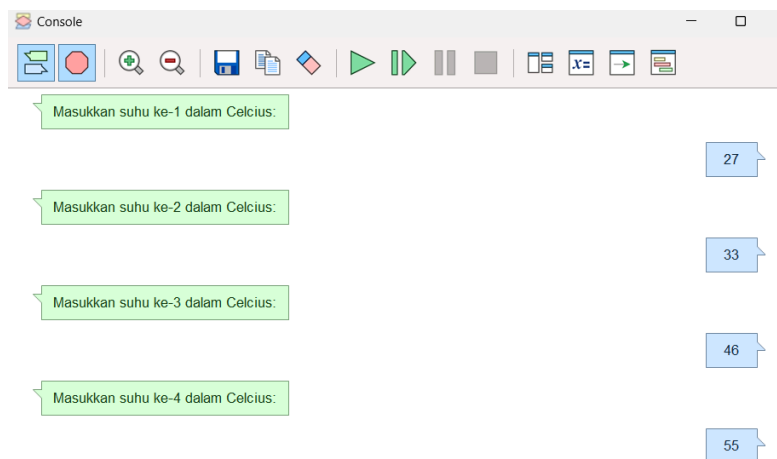 Console
Masukkan suhu ke-1 dalam Celcius:
27
Masukkan suhu ke-2 dalam Celcius:
33
Masukkan suhu ke-3 dalam Celcius:
46
Masukkan suhu ke-4 dalam Celcius:
55